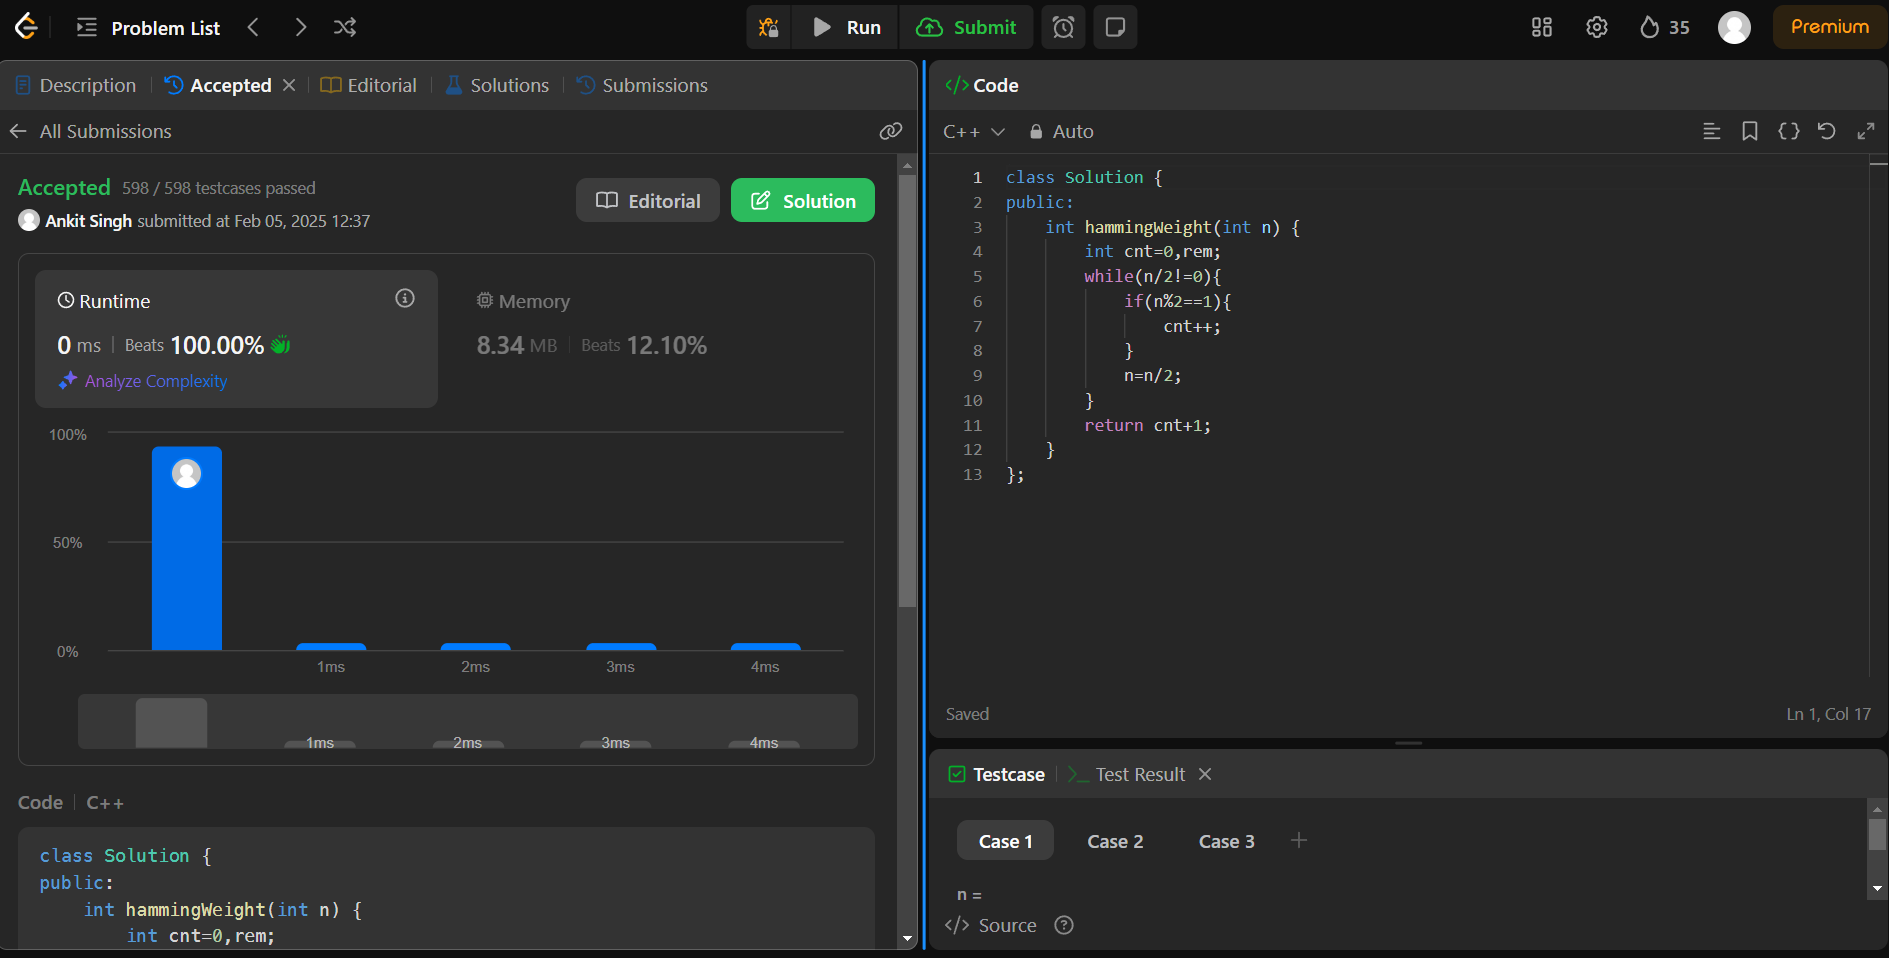 Problem List
Run
Submit
35
Premium
Description
Accepted
Editorial
Solutions
Submissions
All Submissions
Accepted 598 / 598 testcases passed
Ankit Singh submitted at Feb 05, 2025 12:37
Editorial
Solution
Runtime
0 ms | Beats 100.00%
Analyze Complexity
Memory
8.34 MB | Beats 12.10%
100%
50%
0%
1ms 2ms 3ms 4ms
1ms 2ms 3ms 4ms
Code | C++
class Solution {
public:
    int hammingWeight(int n) {
        int cnt=0,rem;
</> Code
C++
Auto
1 class Solution {
2 public:
3     int hammingWeight(int n) {
4         int cnt=0,rem;
5         while(n/2!=0){
6             if(n%2==1){
7                 cnt++;
8             }
9             n=n/2;
10         }
11         return cnt+1;
12     }
13 };
Saved
Ln 1, Col 17
Testcase
Test Result
Case 1
Case 2
Case 3
n =
</> Source